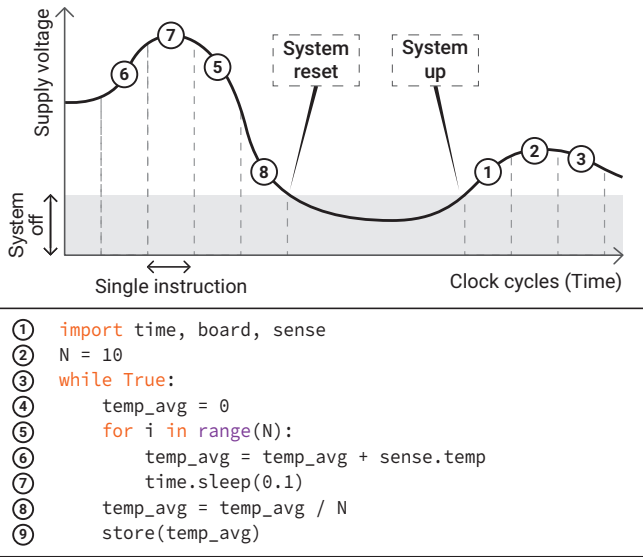 Supply voltage
System
off
6
7
5
8
System
reset
System
up
1
2
3
Single instruction
Clock cycles (Time)
1 import time, board, sense
2 N = 10
3 while True:
4 temp_avg = 0
5 for i in range(N):
6 temp_avg = temp_avg + sense.temp
7 time.sleep(0.1)
8 temp_avg = temp_avg / N
9 store(temp_avg)